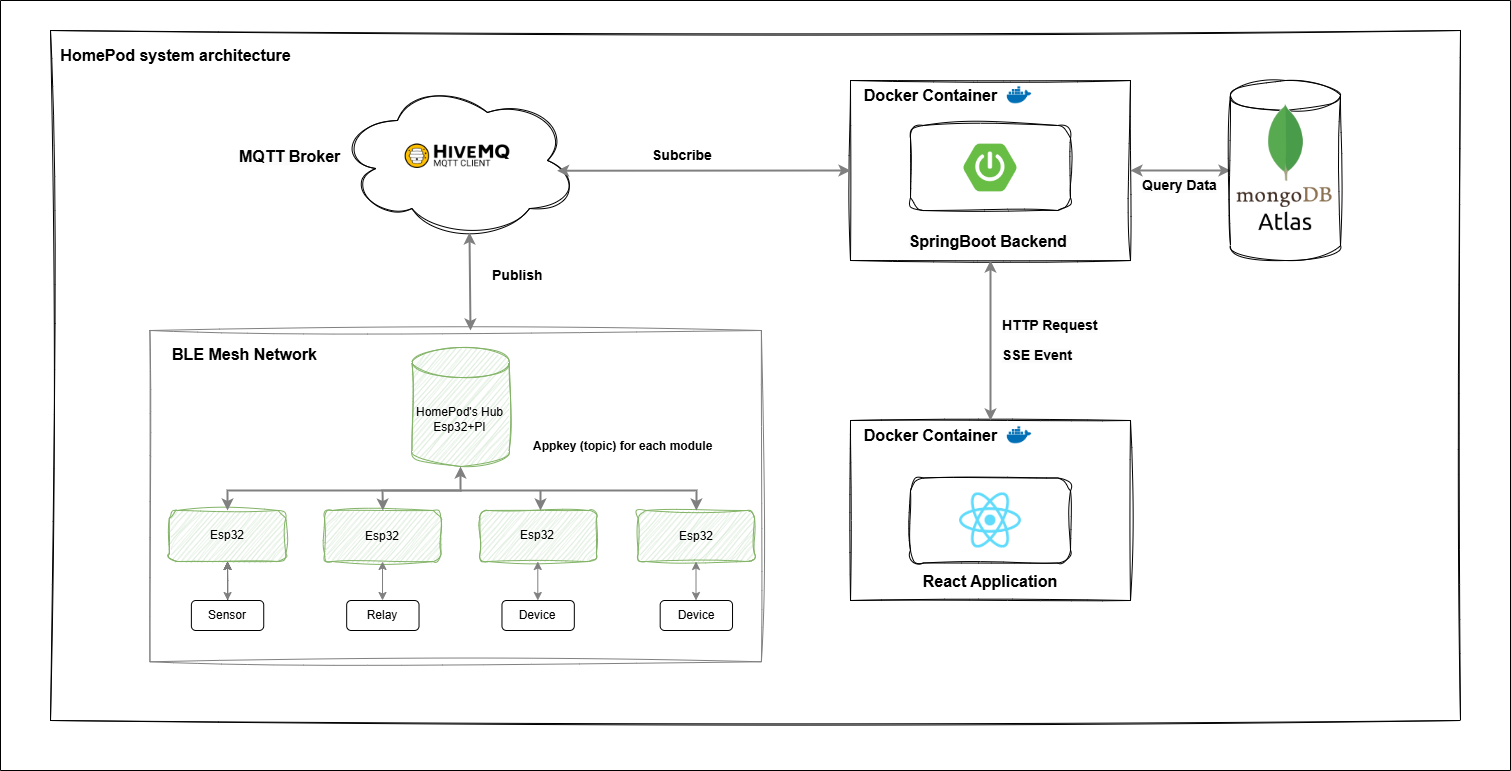 HomePod system architecture
MQTT Broker
HIVEMQ
MQTT CLIENT
Subcribe
Docker Container
SpringBoot Backend
Query Data
mongoDB
Atlas
Publish
HTTP Request
SSE Event
BLE Mesh Network
HomePod's Hub
Esp32+PI
Appkey (topic) for each module
Esp32
Esp32
Esp32
Esp32
Sensor
Relay
Device
Device
Docker Container
React Application